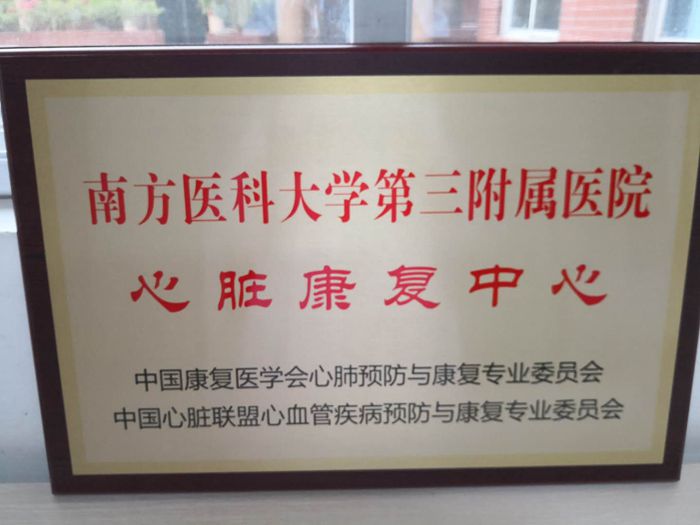 南方医科大学第三附属医院
心脏康复中心
中国康复医学会心肺预防与康复专业委员会
中国心脏联盟心血管疾病预防与康复专业委员会